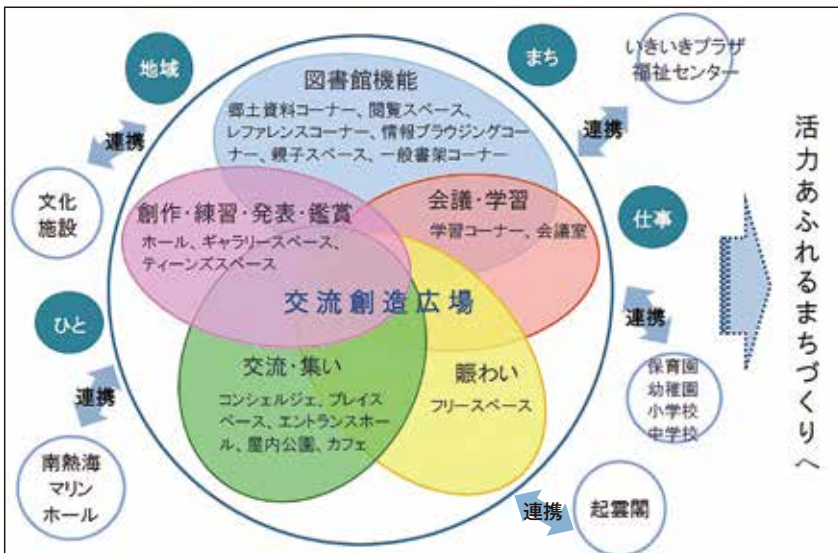 地域
まち
いきいきプラザ
福祉センター
連携
連携
図書館機能
郷土資料コーナー、閲覧スペース、
レファレンスコーナー、情報ブラウジングコー
ナー、親子スペース、一般書架コーナー
文化
施設
創作・練習・発表・鑑賞
ホール、ギャラリースペース、
ティーンズスペース
会議・学習
学習コーナー、会議室
仕事
ひと
交流創造広場
連携
連携
交流・集い
コンシェルジェ、プレイス
ペース、エントランスホー
ル、屋内公園、カフェ
賑わい
フリースペース
保育園
幼稚園
小学校
中学校
南熱海
マリン
ホール
連携
起雲閣
活力あふれるまちづくりへ